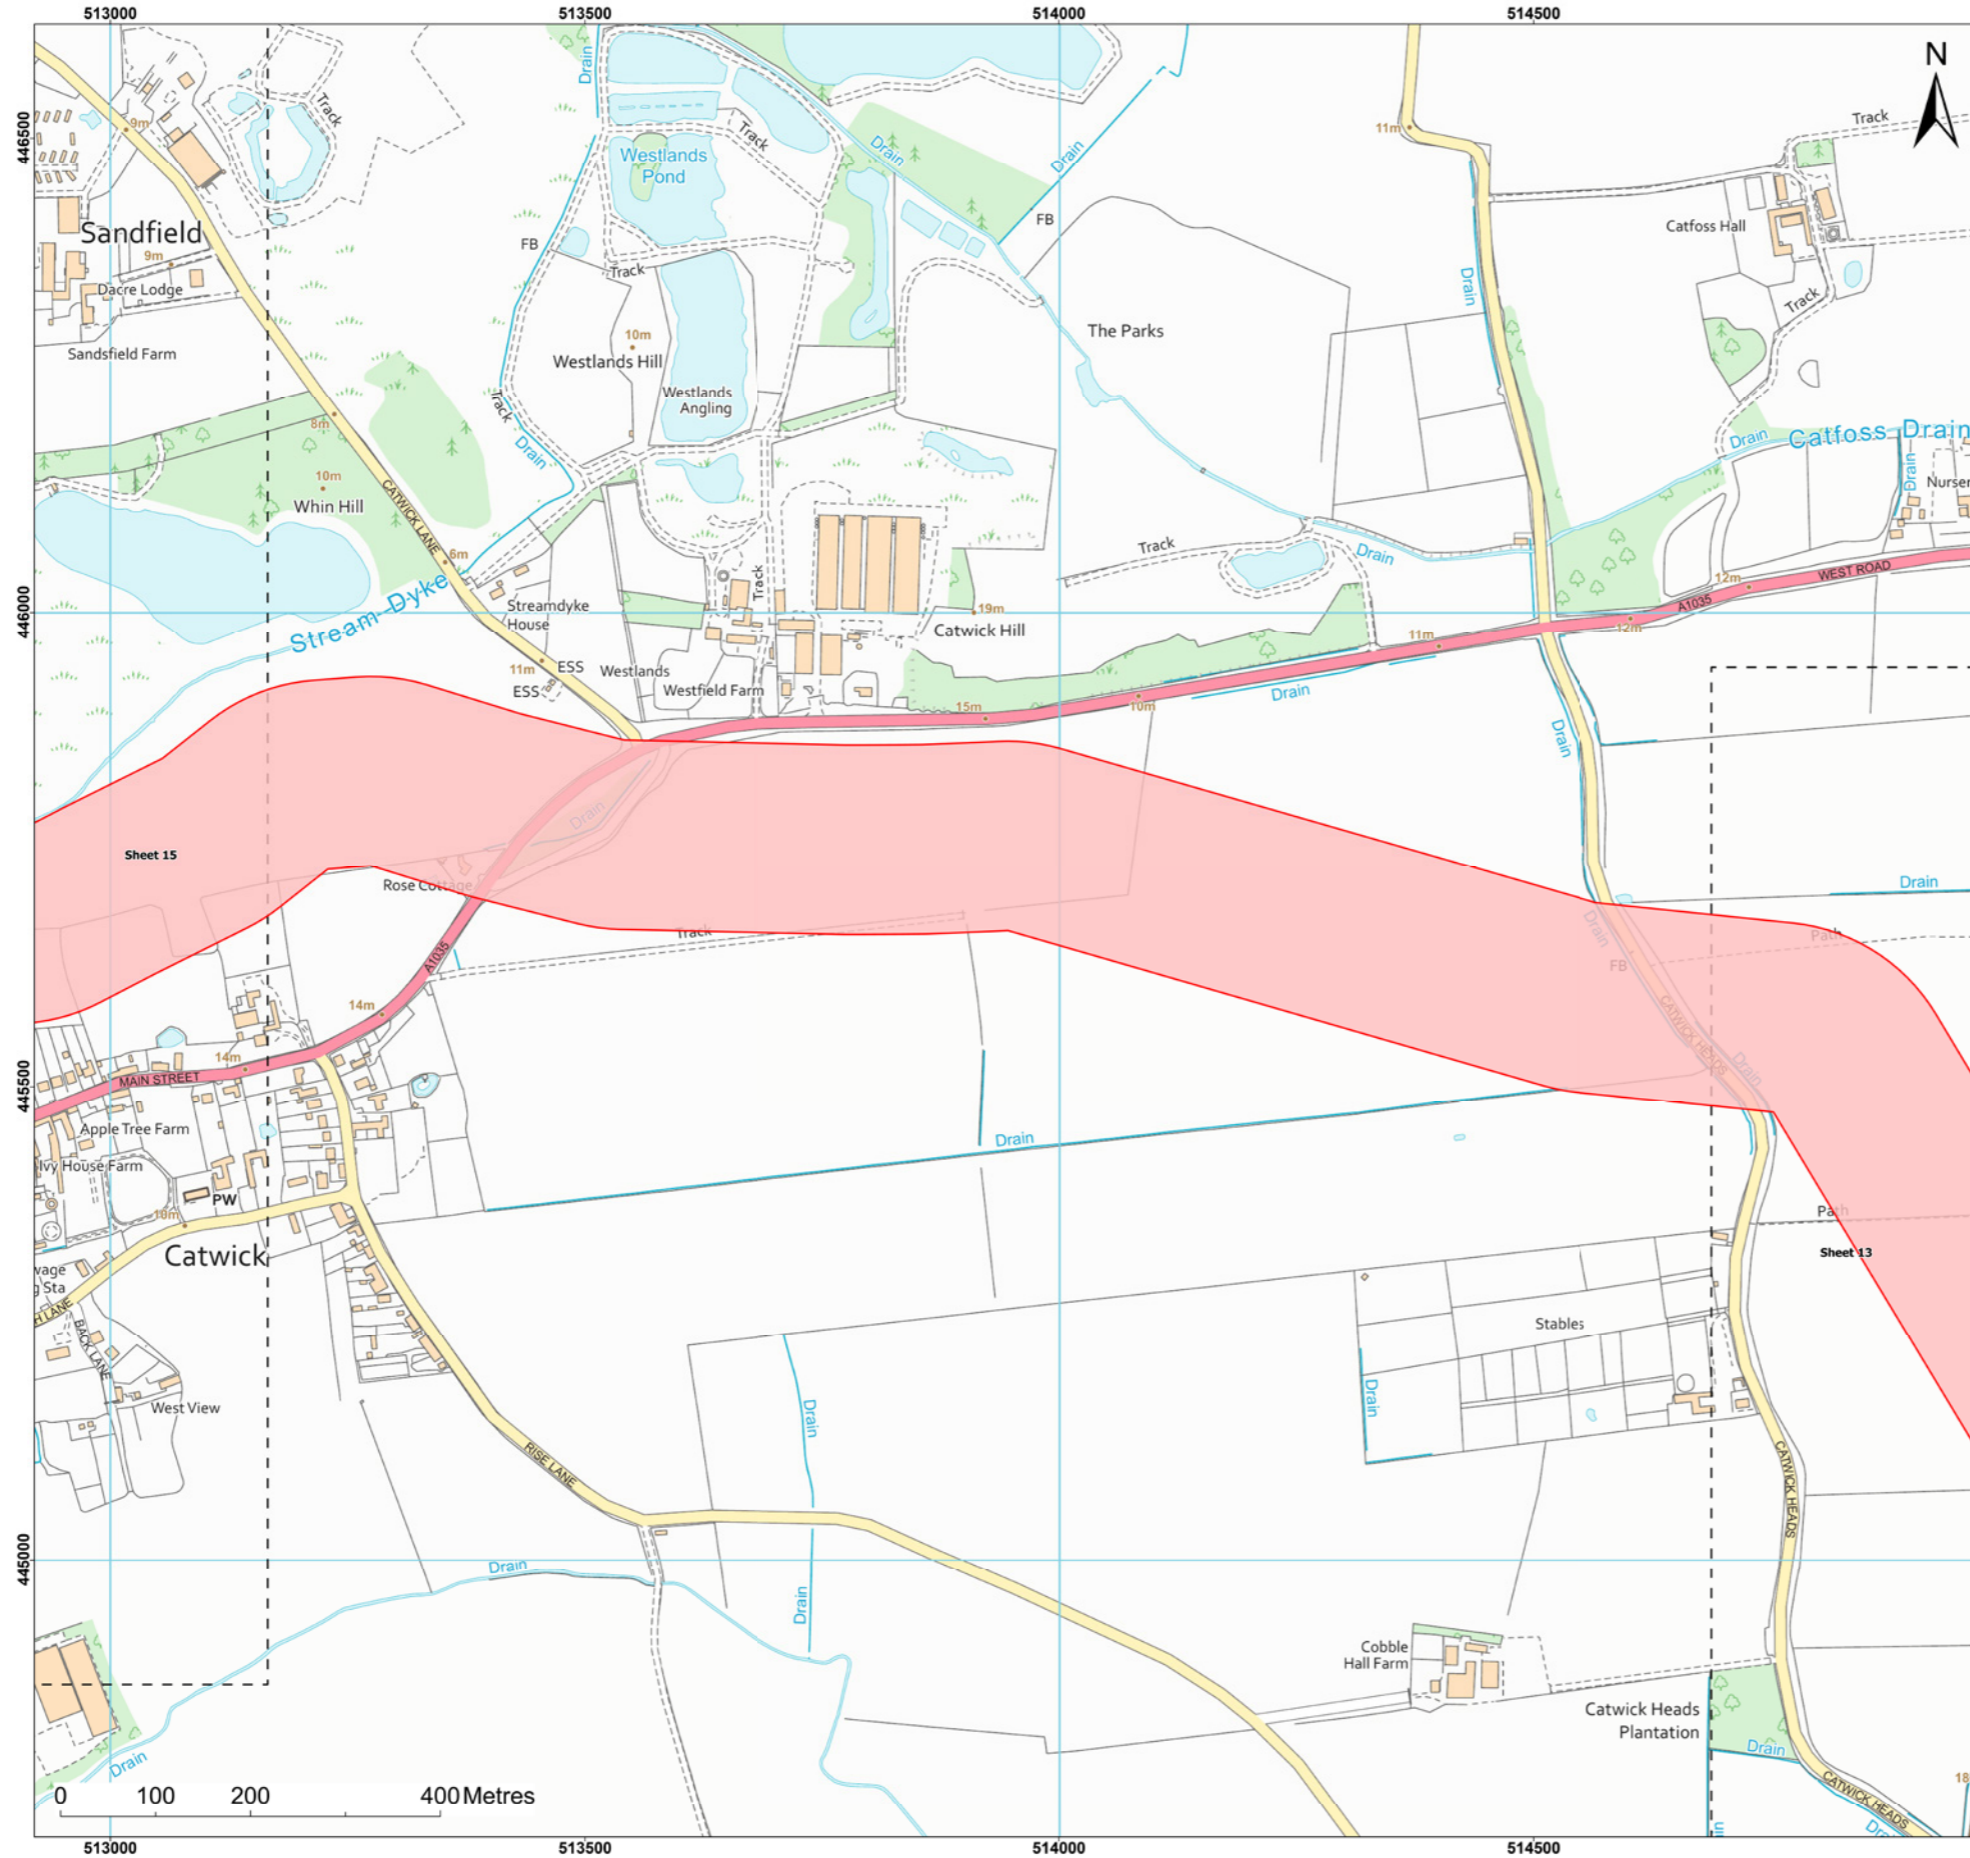 513000
513500
514000
514500
N
446500
446000
445500
445000
9m
Track
Drain
Westlands
Pond
Track
Drain
Drain
11m
Track
Sandfield
9m
Dacre Lodge
Sandsfield Farm
FB
Track
FB
Catfoss Hall
Drain
Track
10m
Westlands Hill
Westlands
Angling
The Parks
Track
Drain
8m
10m
Whin Hill
CATWICK LANE
6m
Drain
Catfoss Drain
Drain
Track
Drain
Stream Dyke
Streamdyke
House
Track
19m
Catwick Hill
12m
WEST ROAD
A1035
12m
11m
11m
ESS
ESS
Westlands
Westfield Farm
15m
10m
Drain
Drain
Sheet 15
Drain
Rose Cottage
Track
A1035
14m
14m
MAIN STREET
Drain
Drain
Path
FB
CATWICK HEADS
Drain
Apple Tree Farm
Ivy House Farm
PW
10m
Catwick
Drain
Path
Sheet 13
BACK LANE
West View
Stables
Drain
Drain
RISE LANE
CATWICK HEADS
Drain
Drain
Cobble
Hall Farm
Catwick Heads
Plantation
Drain
CATWICK HEADS
Drain
0 100 200 400 Metres
513000
513500
514000
514500